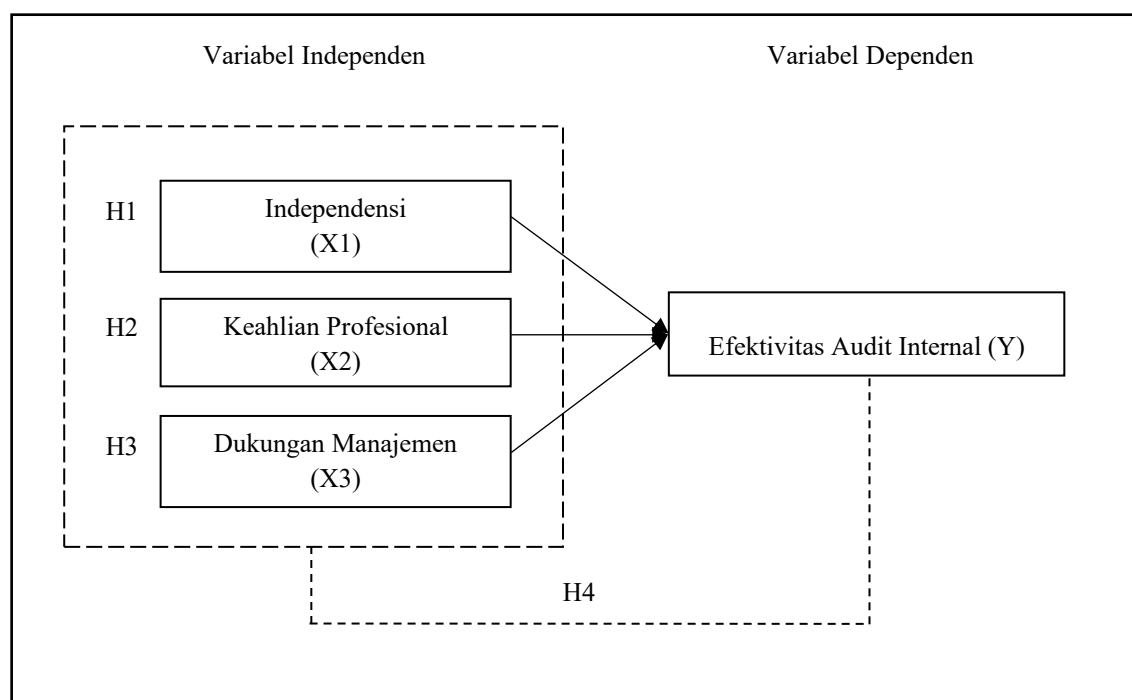 Variabel Independen
Variabel Dependen
H1
Independensi
(X1)
H2
Keahlian Profesional
(X2)
Efektivitas Audit Internal (Y)
H3
Dukungan Manajemen
(X3)
H4